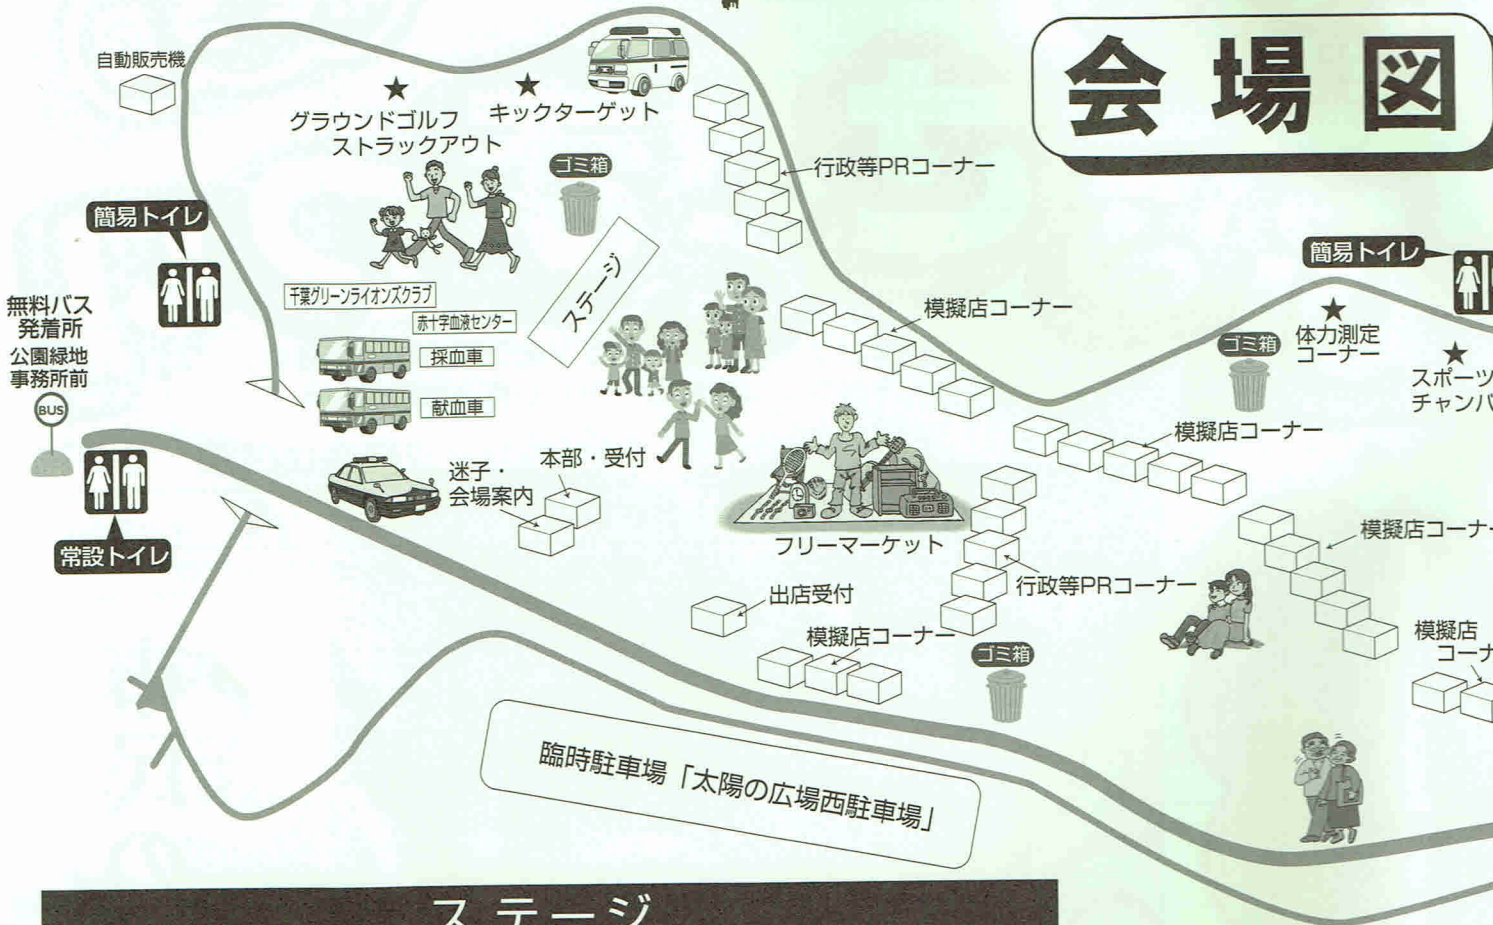 会場図
自動販売機
グラウンドゴルフ
ストラックアウト
キックターゲット
ゴミ箱
行政等PRコーナー
簡易トイレ
無料バス
発着所
公園緑地
事務所前
BUS
千葉グリーンライオンズクラブ
赤十字血液センター
採血車
献血車
ステージ
模擬店コーナー
簡易トイレ
ゴミ箱
体力測定
コーナー
スポーツ
チャンバ
模擬店コーナー
常設トイレ
迷子・
会場案内
本部・受付
フリーマーケット
模擬店コーナー
行政等PRコーナー
出店受付
模擬店コーナー
ゴミ箱
模擬店
コーナ
臨時駐車場「太陽の広場西駐車場」
ステージ